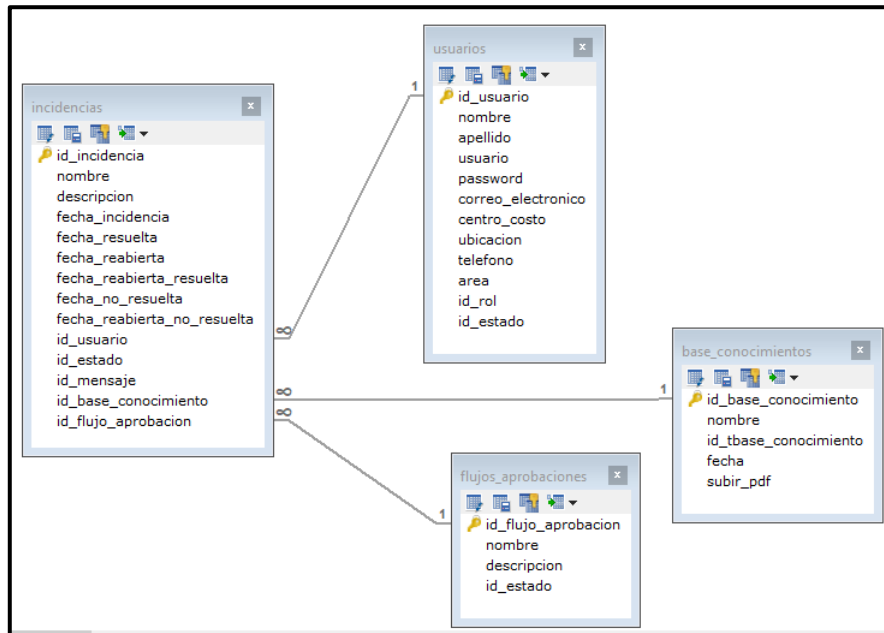 incidencias
id_incidencia
nombre
descripcion
fecha_incidencia
fecha_resuelta
fecha_reabierta
fecha_reabierta_resuelta
fecha_no_resuelta
fecha_reabierta_no_resuelta
id_usuario
id_estado
id_mensaje
id_base_conocimiento
id_flujo_aprobacion
∞
∞
∞
1
usuarios
id_usuario
nombre
apellido
usuario
password
correo_electronico
centro_costo
ubicacion
telefono
area
id_rol
id_estado
1
base_conocimientos
id_base_conocimiento
nombre
id_tbase_conocimiento
fecha
subir_pdf
1
flujos_aprobaciones
id_flujo_aprobacion
nombre
descripcion
id_estado